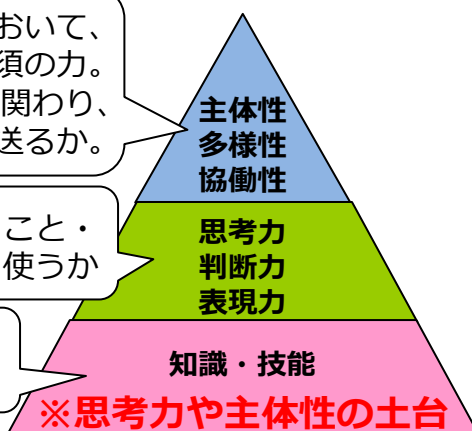 おいて、
須の力。
関わり、
送るか。
主体性
多様性
協働性
こと・
使うか
思考力
判断力
表現力
知識・技能
※思考力や主体性の土台